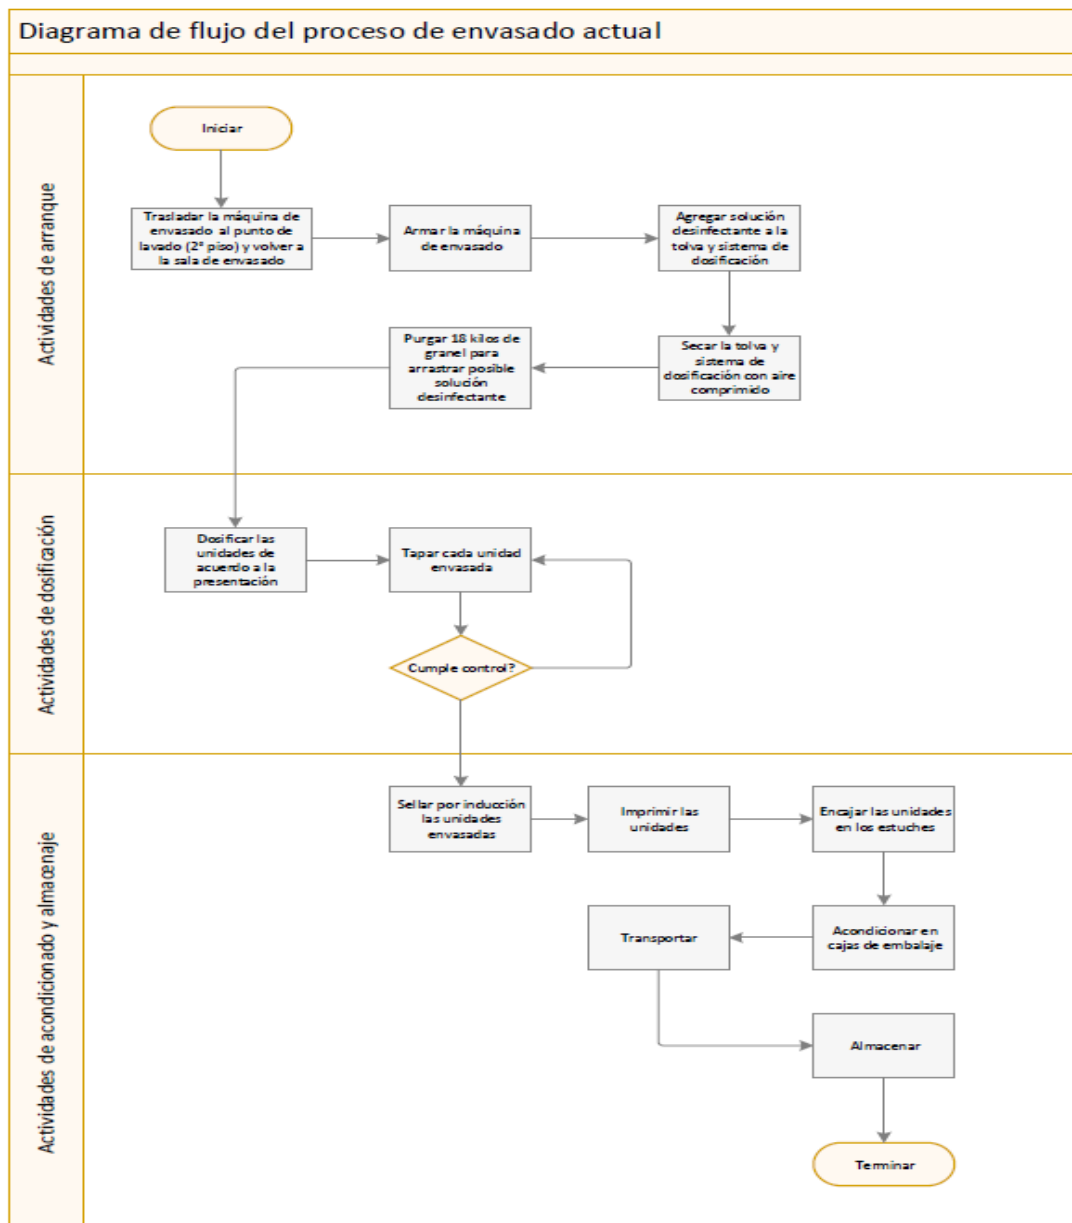 Diagrama de flujo del proceso de envasado actual
Actividades de arranque
Iniciar
Trasladar la máquina de
envasado al punto de
lavado (2° piso) y volver a
la sala de envasado
Armar la máquina
de envasado
Agregar solución
desinfectante a la
tolva y sistema de
dosificación
Secar la tolva y
sistema de
dosificación con aire
comprimido
Purgar 18 kilos de
granel para
arrastrar posible
solución
desinfectante
Actividades de dosificación
Dosificar las
unidades de
acuerdo a la
presentación
Tapar cada unidad
envasada
Cumple control?
Actividades de acondicionado y almacenaje
Sellar por inducción
las unidades
envasadas
Imprimir las
unidades
Encajar las unidades
en los estuches
Acondicionar en
cajas de embalaje
Transportar
Almacenar
Terminar